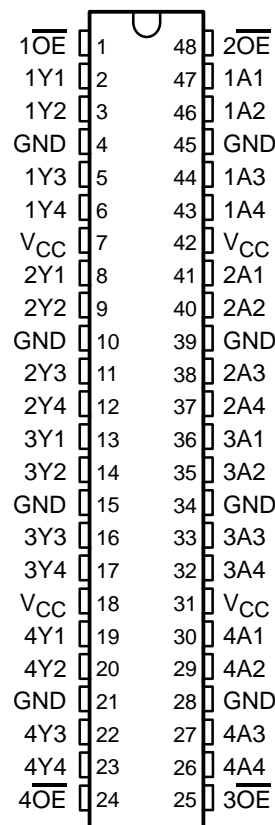 1O̅E̅ 1 48 2O̅E̅
1Y1 2 47 1A1
1Y2 3 46 1A2
GND 4 45 GND
1Y3 5 44 1A3
1Y4 6 43 1A4
VCC 7 42 VCC
2Y1 8 41 2A1
2Y2 9 40 2A2
GND 10 39 GND
2Y3 11 38 2A3
2Y4 12 37 2A4
3Y1 13 36 3A1
3Y2 14 35 3A2
GND 15 34 GND
3Y3 16 33 3A3
3Y4 17 32 3A4
VCC 18 31 VCC
4Y1 19 30 4A1
4Y2 20 29 4A2
GND 21 28 GND
4Y3 22 27 4A3
4Y4 23 26 4A4
4O̅E̅ 24 25 3O̅E̅